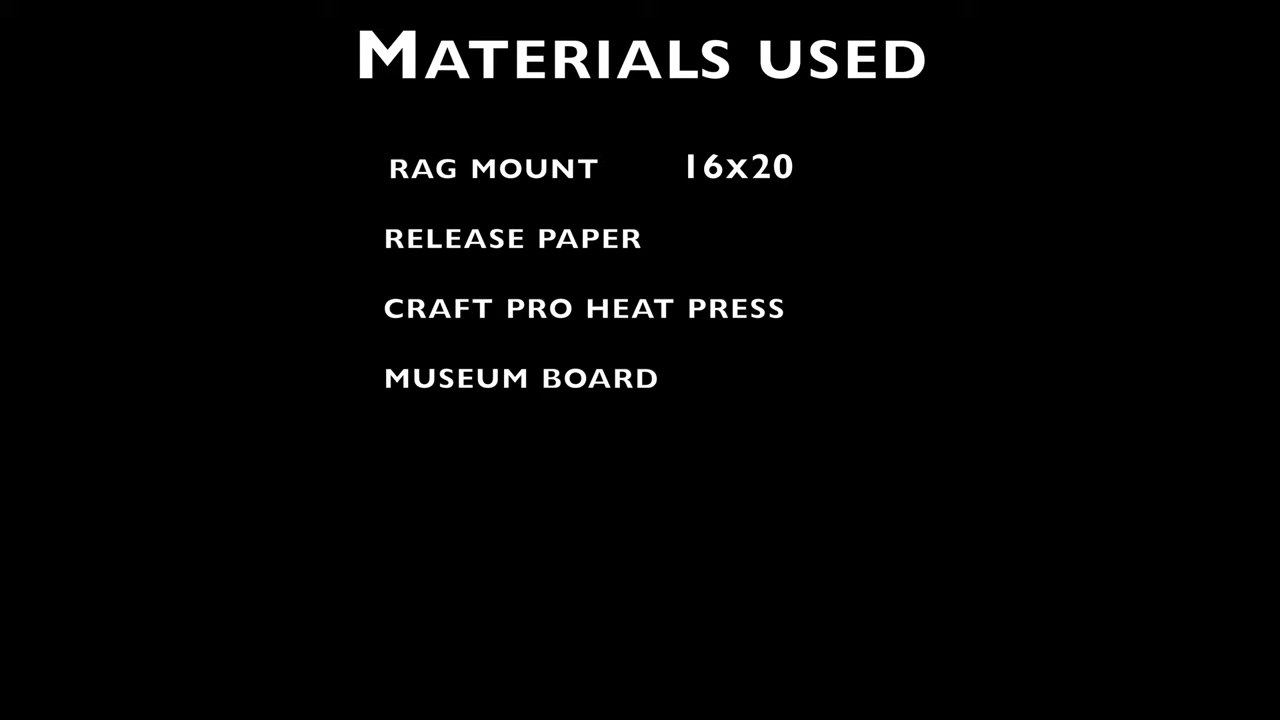 MATERIALS USED
RAG MOUNT 16x20
RELEASE PAPER
CRAFT PRO HEAT PRESS
MUSEUM BOARD